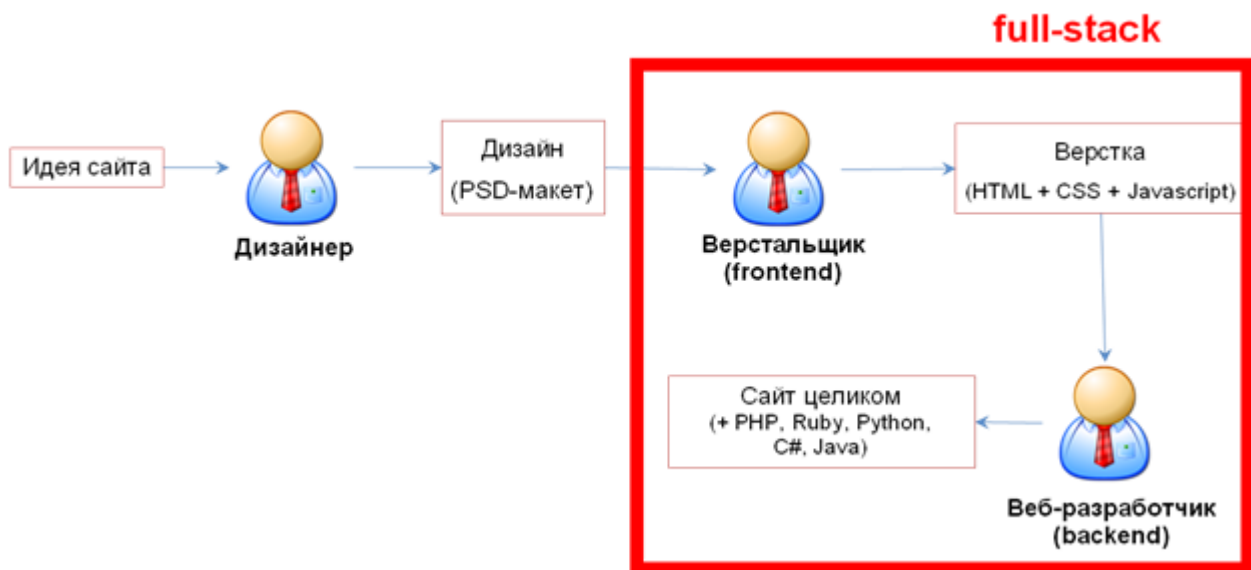 full-stack
Идея сайта
Дизайнер
Дизайн
(PSD-макет)
Верстальщик
(frontend)
Верстка
(HTML + CSS + Javascript)
Веб-разработчик
(backend)
Сайт целиком
(+ PHP, Ruby, Python,
C#, Java)